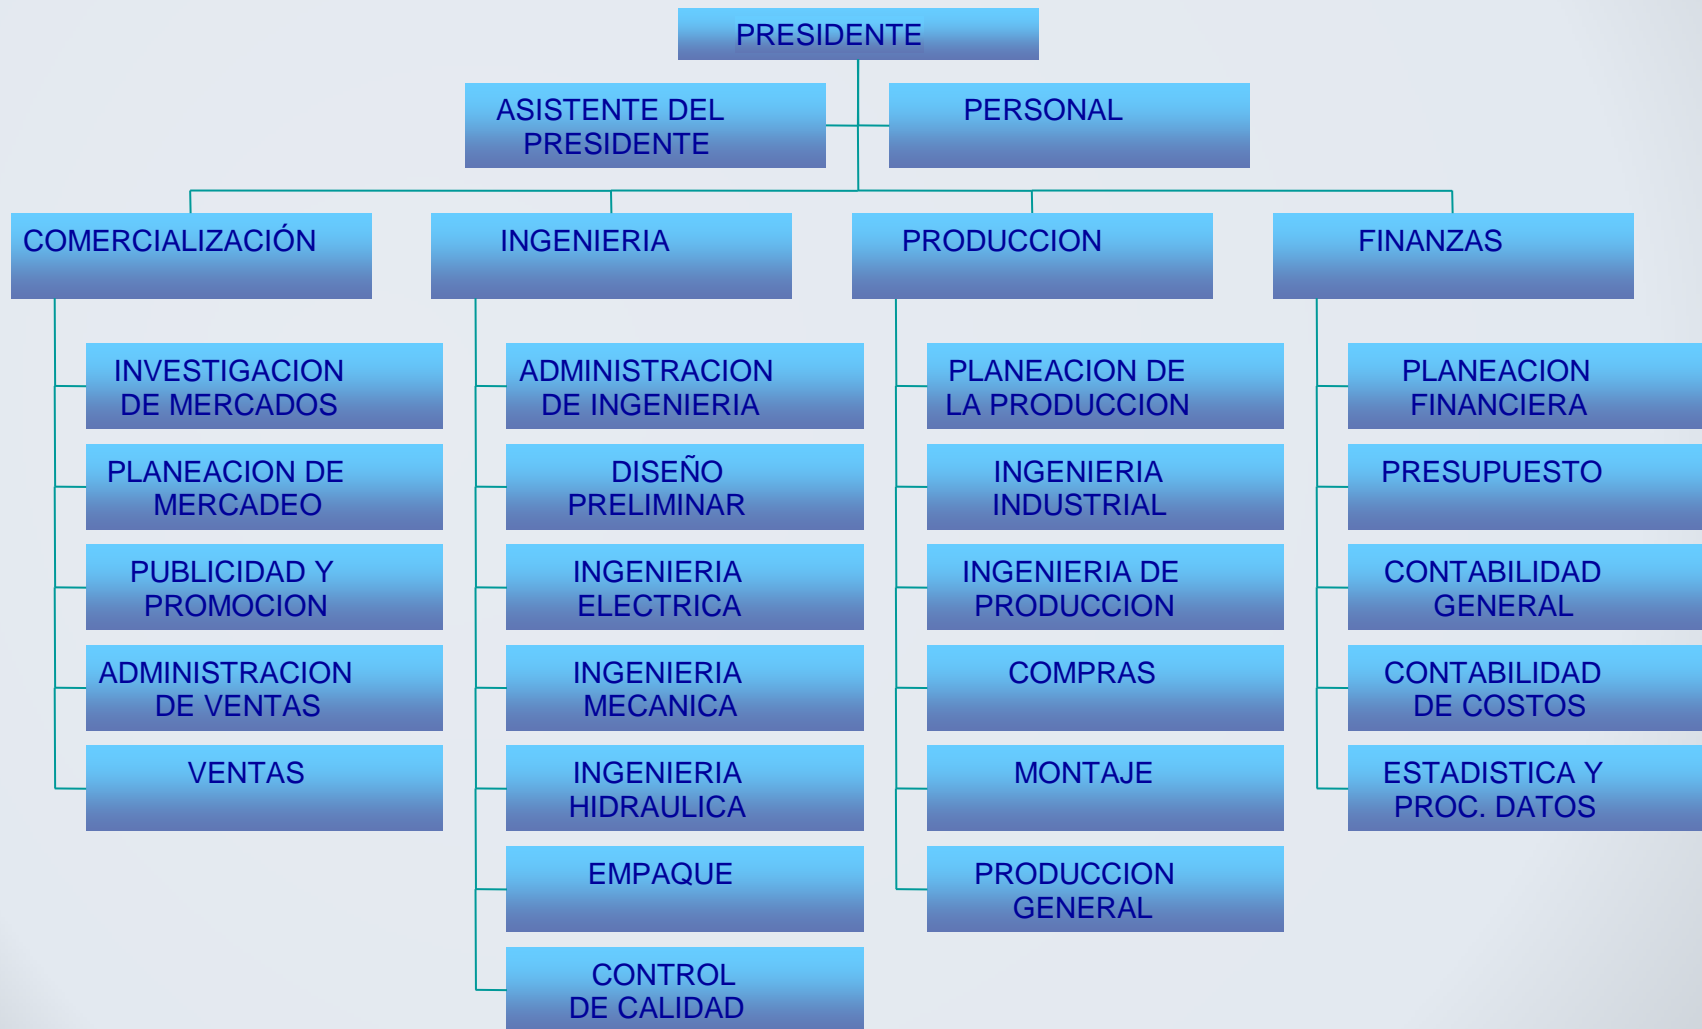 PRESIDENTE
ASISTENTE DEL
PRESIDENTE
PERSONAL
COMERCIALIZACIÓN
INVESTIGACION
DE MERCADOS
PLANEACION DE
MERCADEO
PUBLICIDAD Y
PROMOCION
ADMINISTRACION
DE VENTAS
VENTAS
INGENIERIA
ADMINISTRACION
DE INGENIERIA
DISEÑO
PRELIMINAR
INGENIERIA
ELECTRICA
INGENIERIA
MECANICA
INGENIERIA
HIDRAULICA
EMPAQUE
CONTROL
DE CALIDAD
PRODUCCION
PLANEACION DE
LA PRODUCCION
INGENIERIA
INDUSTRIAL
INGENIERIA DE
PRODUCCION
COMPRAS
MONTAJE
PRODUCCION
GENERAL
FINANZAS
PLANEACION
FINANCIERA
PRESUPUESTO
CONTABILIDAD
GENERAL
CONTABILIDAD
DE COSTOS
ESTADISTICA Y
PROC. DATOS